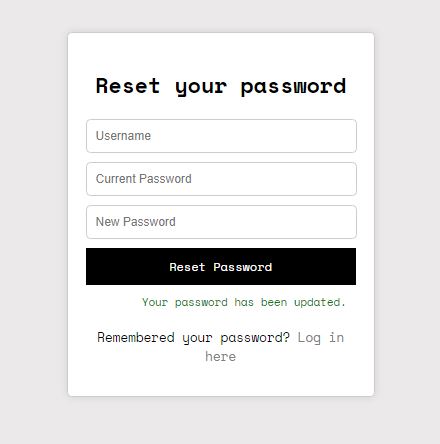 Reset your password
Username
Current Password
New Password
Reset Password
Your password has been updated.
Remembered your password? Log in
here